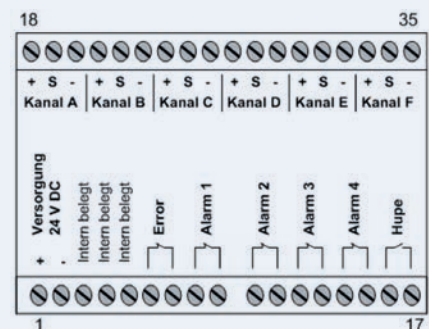 18 35
+ S - + S - + S - + S - + S - + S -
Kanal A Kanal B Kanal C Kanal D Kanal E Kanal F
Versorgung
24 V DC
+ -
Intern belegt
Intern belegt
Intern belegt
Error
Alarm 1
Alarm 2
Alarm 3
Alarm 4
Hupe
1 17